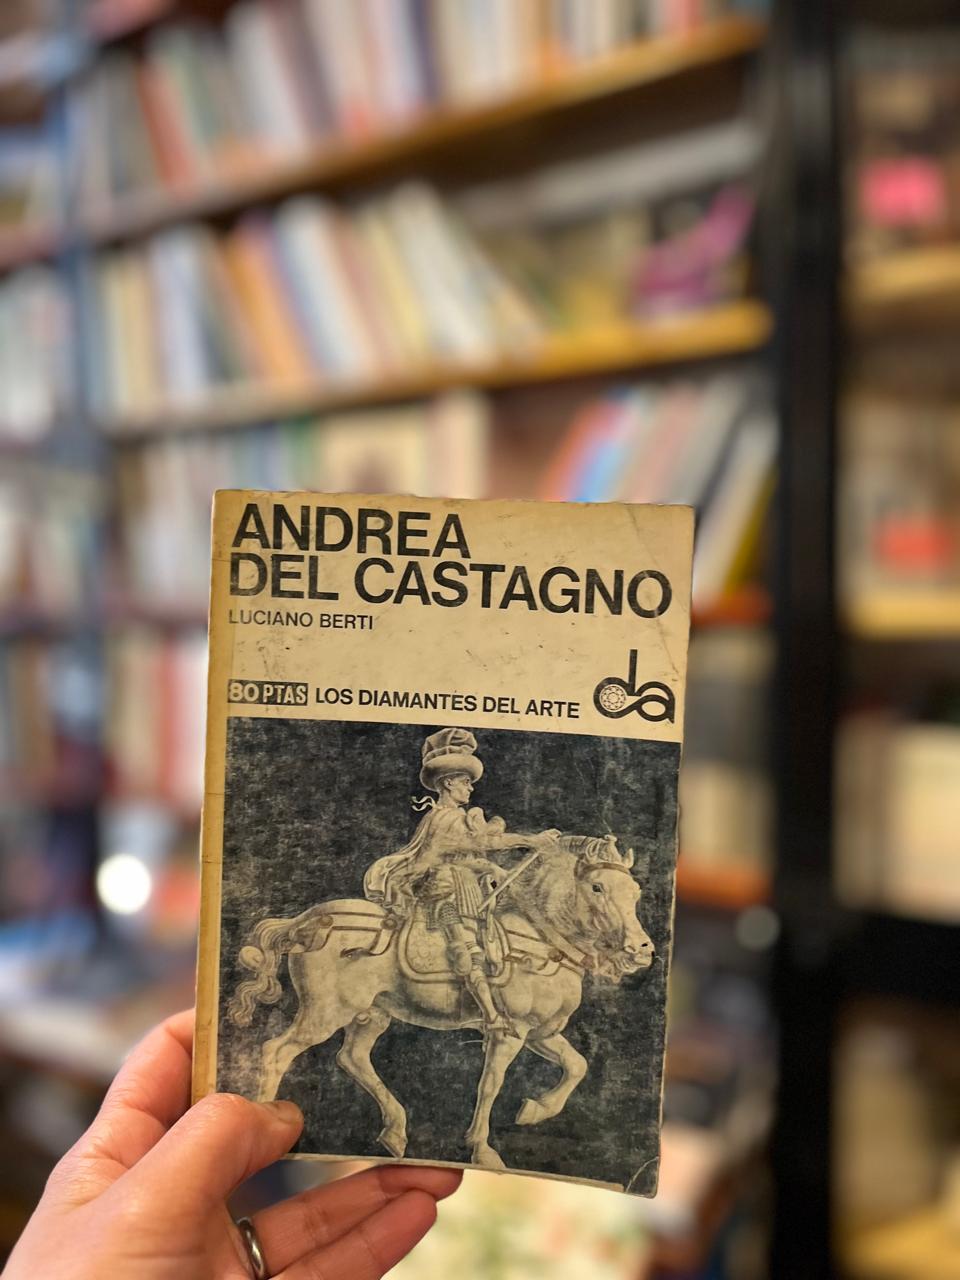 ANDREA
DEL CASTAGNO
LUCIANO BERTI
80 PTAS LOS DIAMANTES DEL ARTE
da